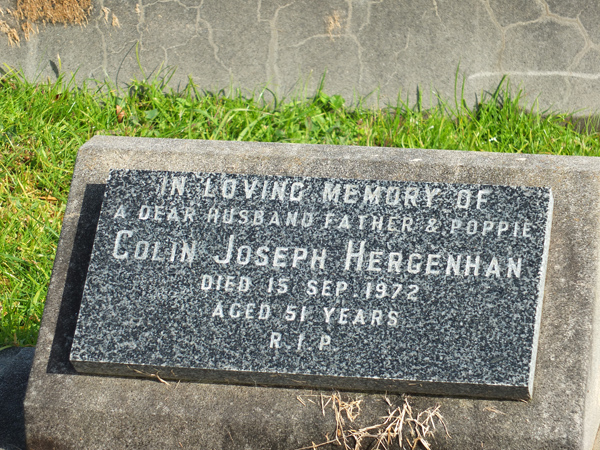 IN LOVING MEMORY OF
A DEAR HUSBAND FATHER & POPPIE
COLIN JOSEPH HERGENHAN
DIED 15 SEP. 1972
AGED 51 YEARS
R.I.P